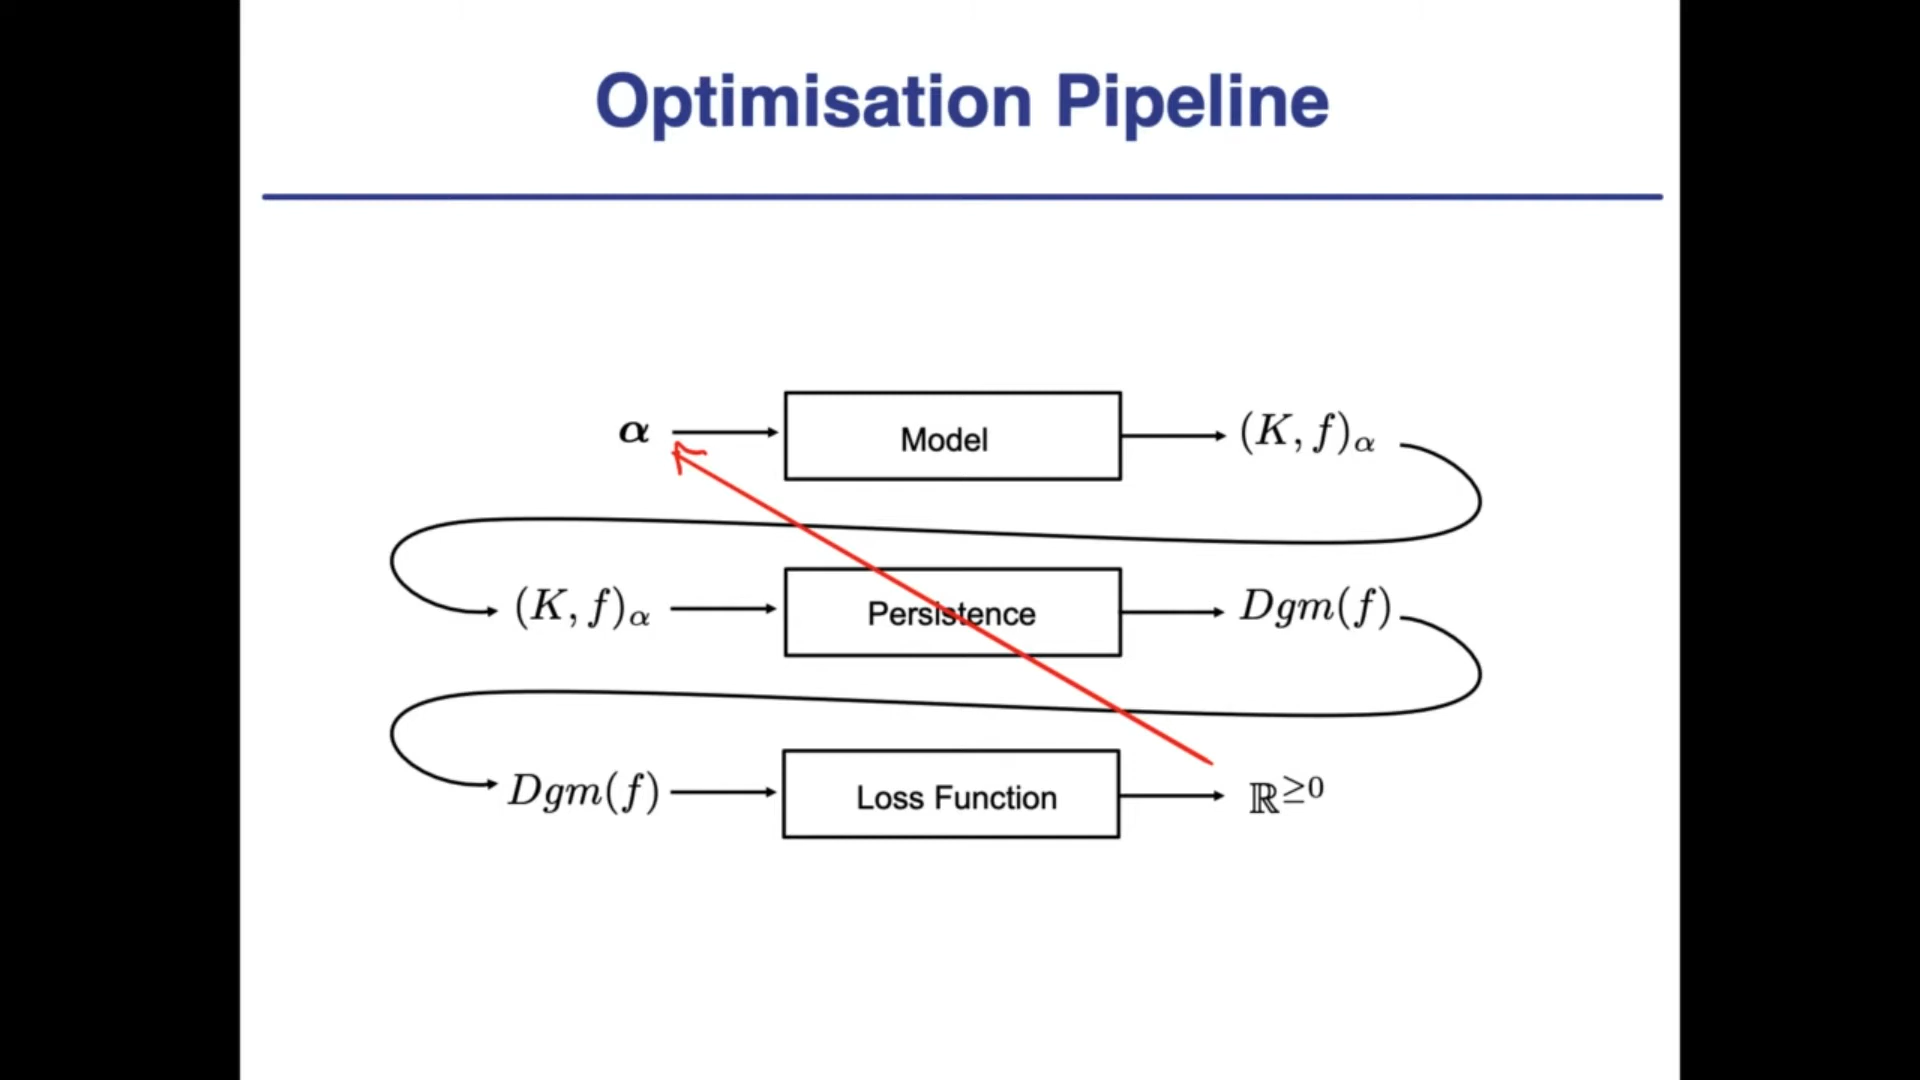 Optimisation Pipeline
α Model (K, f)α
(K, f)α Persistence Dgm(f)
Dgm(f) Loss Function ℝ≥0